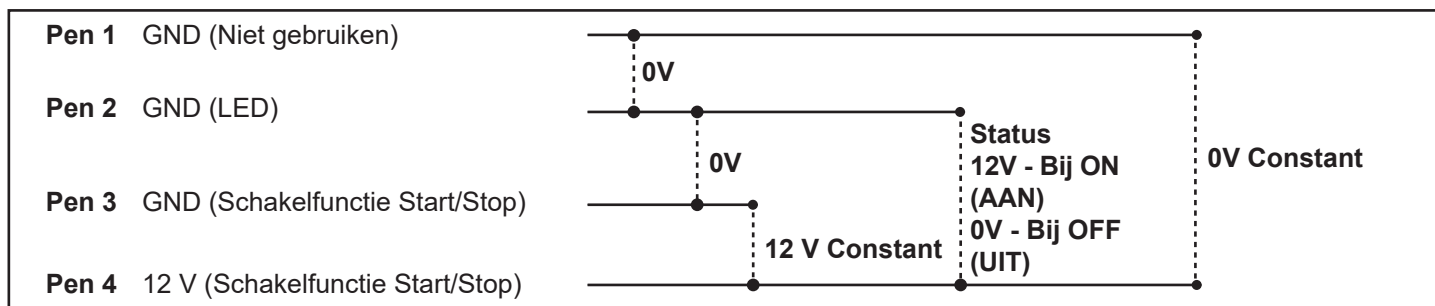 Pen 1 GND (Niet gebruiken)
0V
Pen 2 GND (LED)
0V
Pen 3 GND (Schakelfunctie Start/Stop)
12 V Constant
Pen 4 12 V (Schakelfunctie Start/Stop)
Status
12V - Bij ON
(AAN)
0V - Bij OFF
(UIT)
0V Constant